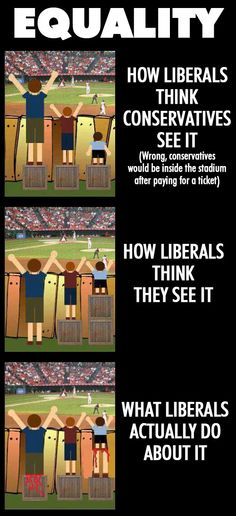 EQUALITY
HOW LIBERALS
THINK
CONSERVATIVES
SEE IT
(Wrong, conservatives
would be inside the stadium
after paying for a ticket)
HOW LIBERALS
THINK
THEY SEE IT
WHAT LIBERALS
ACTUALLY DO
ABOUT IT